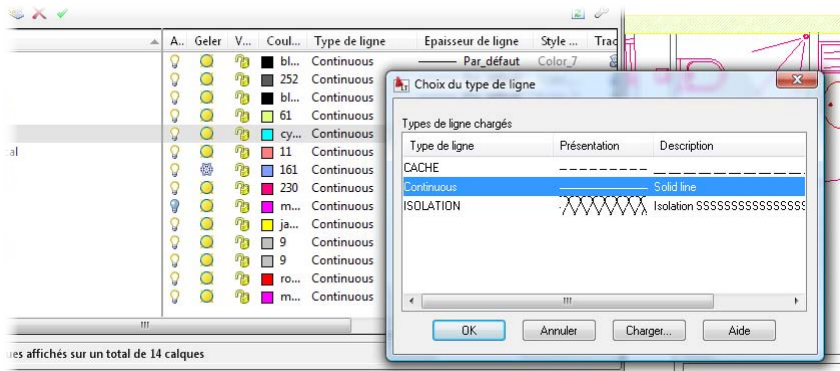 A.. Geler V... Coul... Type de ligne Epaisseur de ligne Style ... Trac
bl... Continuous Par_défaut Color_7
252 Continuous
bl... Continuous
61 Continuous
cy... Continuous
al 11 Continuous
161 Continuous
230 Continuous
m... Continuous
ja... Continuous
9 Continuous
9 Continuous
ro... Continuous
m... Continuous
ues affichés sur un total de 14 calques
Choix du type de ligne
Types de ligne chargés
Type de ligne Présentation Description
CACHE
Continuous Solid line
ISOLATION Isolation SSSSSSSSSSSSSSS
OK Annuler Charger... Aide